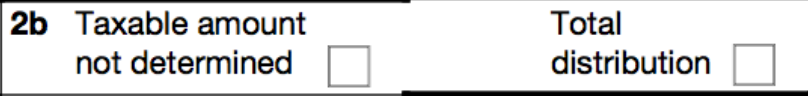 2b Taxable amount
not determined
Total
distribution